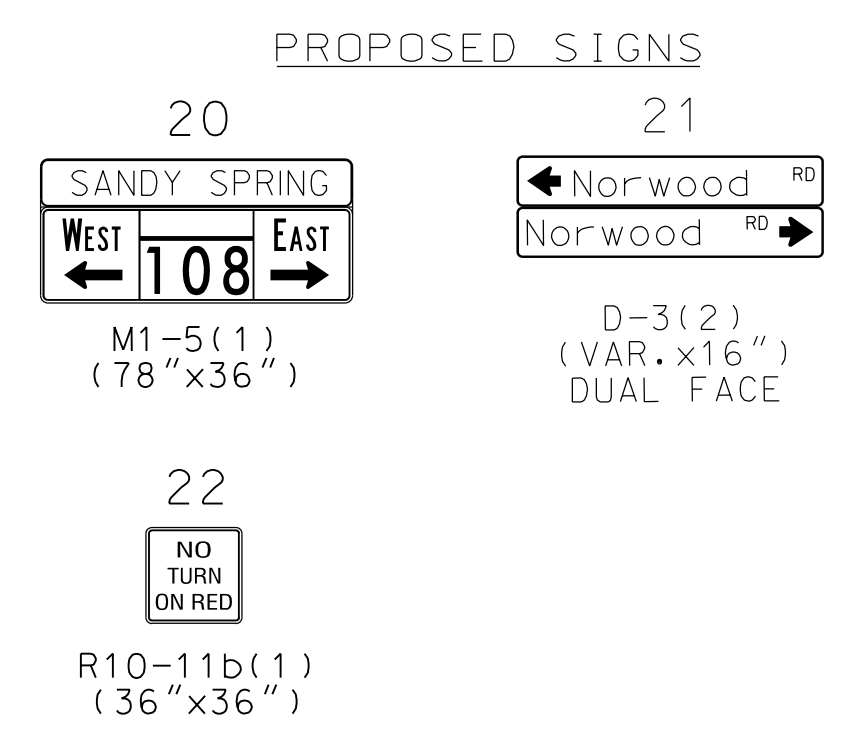 PROPOSED SIGNS
20
SANDY SPRING
WEST 108 EAST
M1-5(1)
(78"x36")
21
Norwood RD
Norwood RD
D-3(2)
(VAR.x16")
DUAL FACE
22
NO
TURN
ON RED
R10-11b(1)
(36"x36")